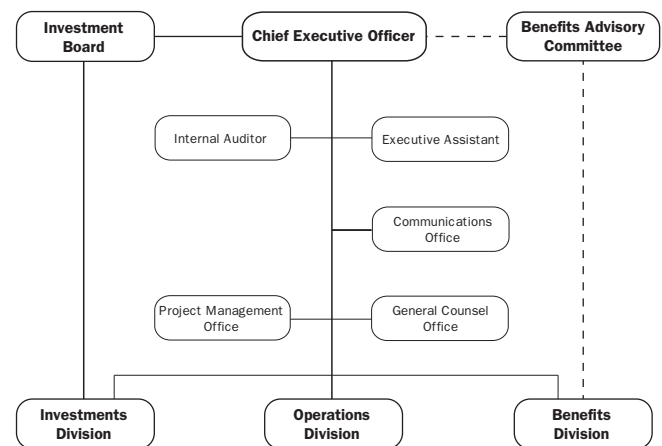 Investment
Board
Chief Executive Officer
Benefits Advisory
Committee
Internal Auditor
Executive Assistant
Communications
Office
Project Management
Office
General Counsel
Office
Investments
Division
Operations
Division
Benefits
Division